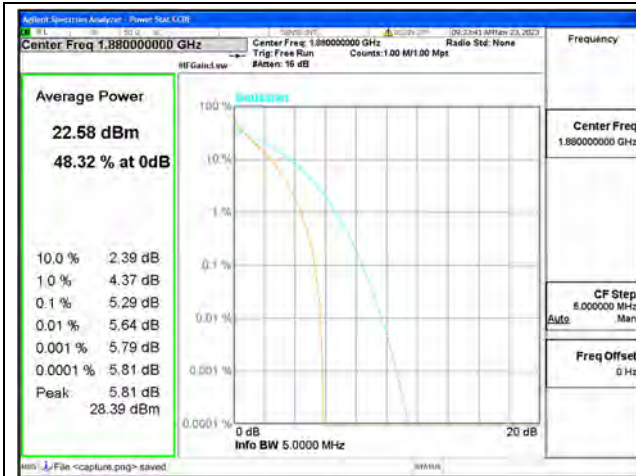 Agilent Spectrum Analyzer - Power Stat CCDF
09:33:41 AM Nov 23, 2023
Center Freq 1.880000000 GHz
Center Freq: 1.880000000 GHz
Radio Std: None
Trig: Free Run
Counts:1.00 M/1.00 Mpt
#IFGain:Low
#Atten: 16 dB
Frequency
Average Power
22.58 dBm
48.32 % at 0dB
10.0 % 2.39 dB
1.0 % 4.37 dB
0.1 % 5.29 dB
0.01 % 5.64 dB
0.001 % 5.79 dB
0.0001 % 5.81 dB
Peak 5.81 dB
28.39 dBm
Gaussian
100 %
10 %
1 %
0.1 %
0.01 %
0.001 %
0.0001 %
0 dB
20 dB
Info BW 5.0000 MHz
Center Freq
1.880000000 GHz
CF Step
5.000000 MHz
Auto Man
Freq Offset
0 Hz
MSG File <capture.png> saved
STATUS